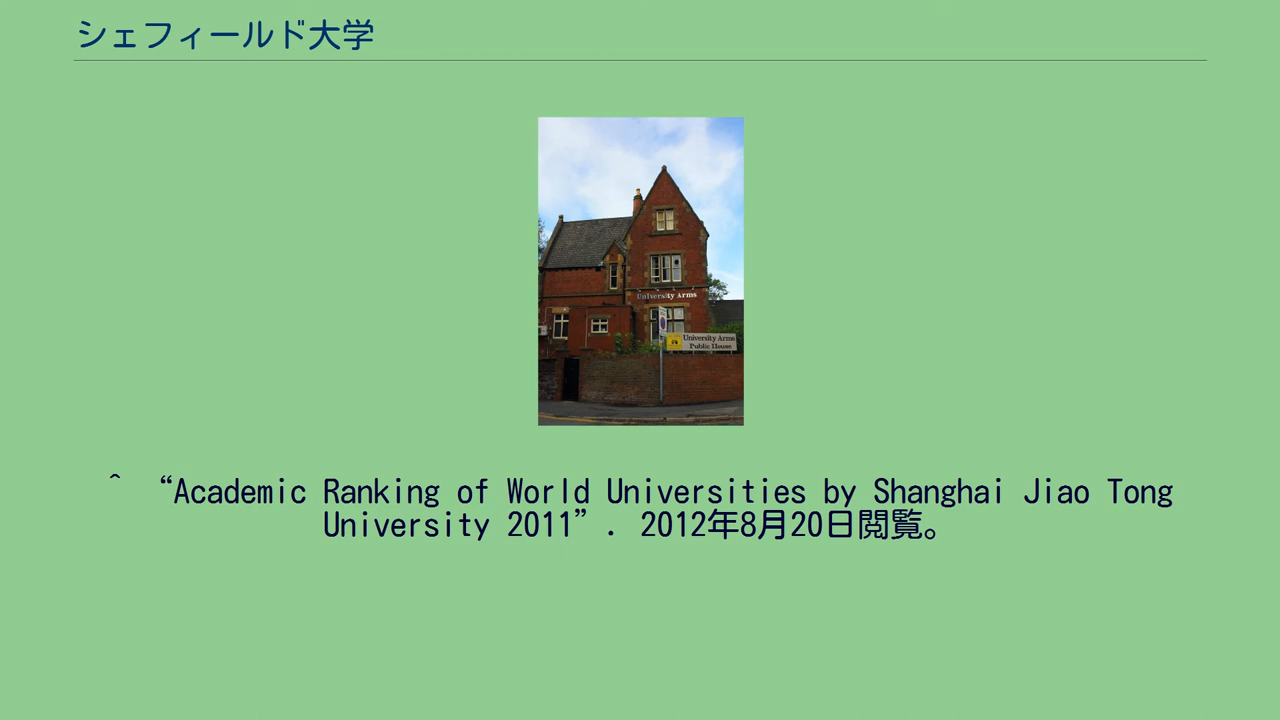 シェフィールド大学
University Arms
University Arms
Public House
^ “Academic Ranking of World Universities by Shanghai Jiao Tong
University 2011”. 2012年8月20日閲覧。